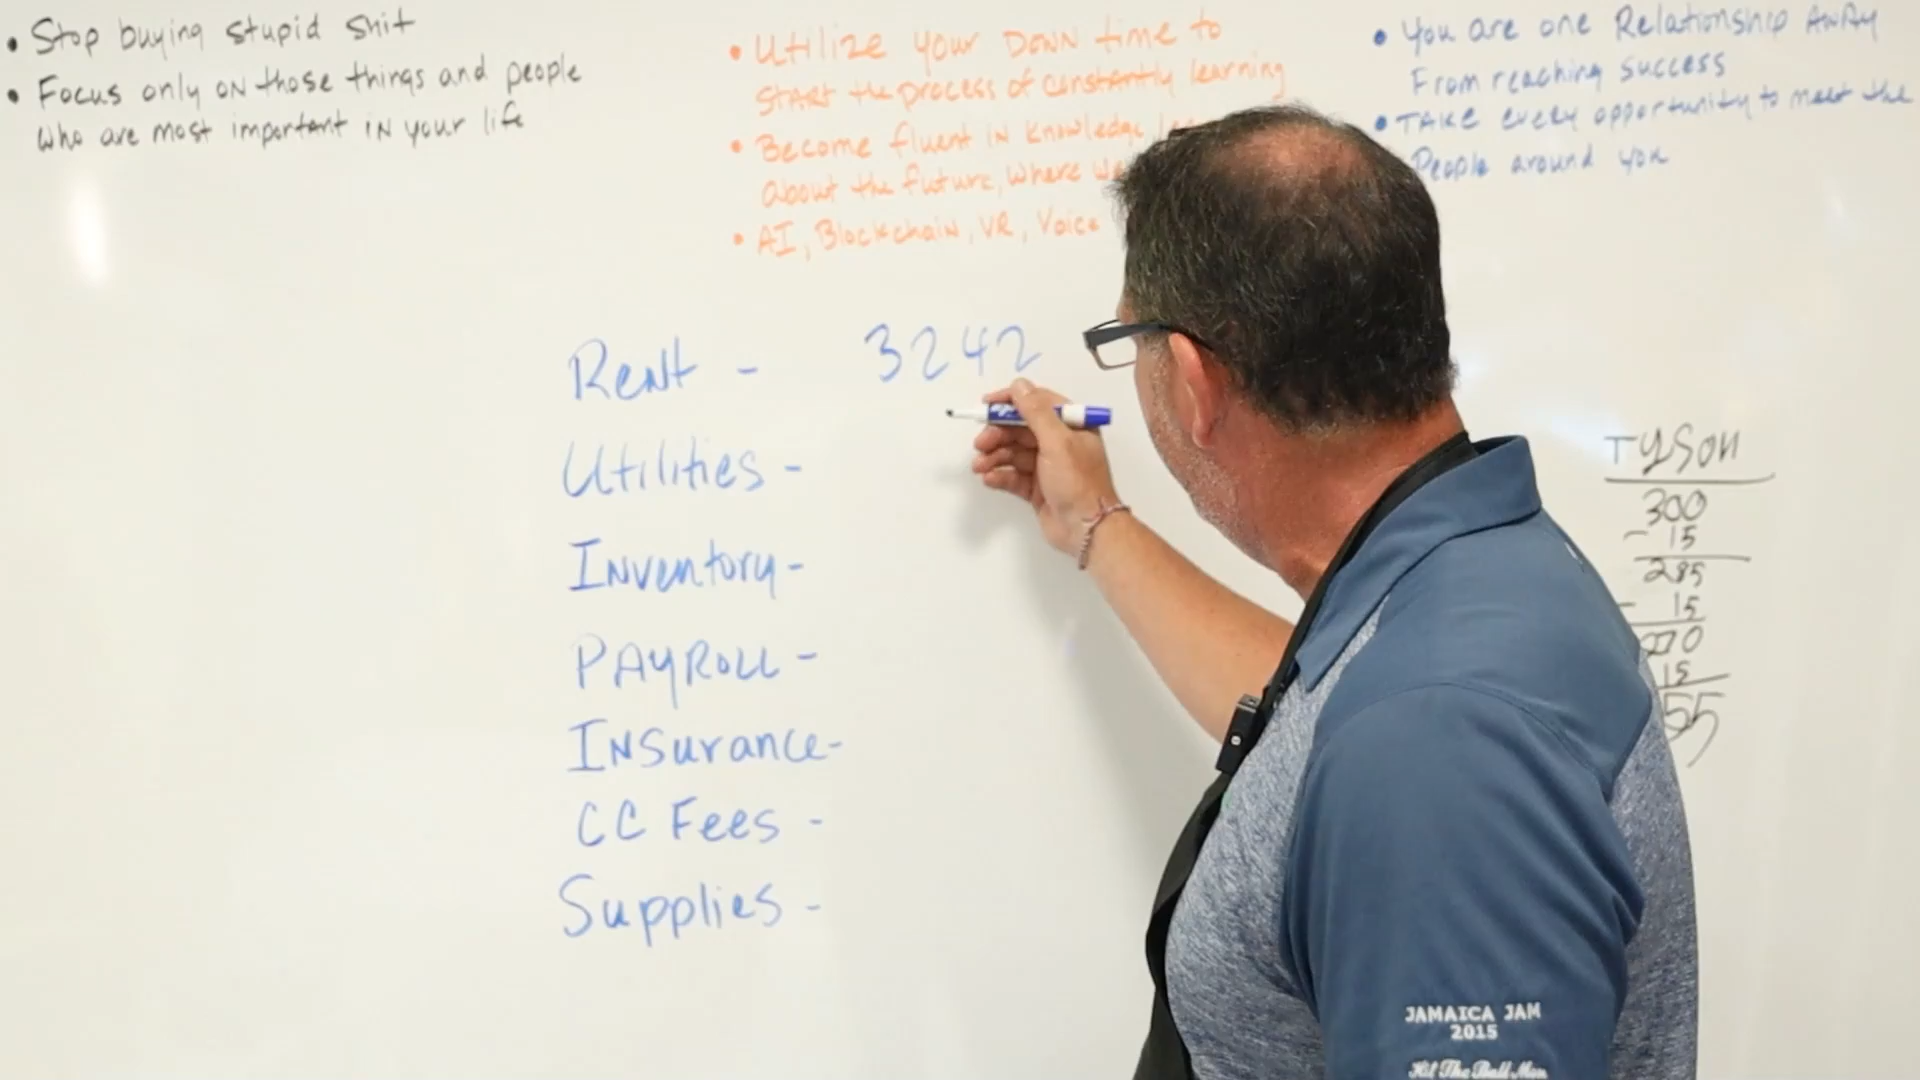 • Stop buying stupid shit
• Focus only on those things and people
who are most important in your life
• Utilize your down time to
start the process of constantly learning
• Become fluent in knowledge
about the future, where
• AI, Blockchain, VR, Voice
• You are one Relationship Away
From reaching success
• Take every opportunity to meet the
People around you
Rent - 3242
Utilities -
Inventory -
PAYROLL -
Insurance -
CC Fees -
Supplies -
TYSON
300
- 15
285
- 15
270
15
55
JAMAICA JAM
2015
Hit The Ball Mon